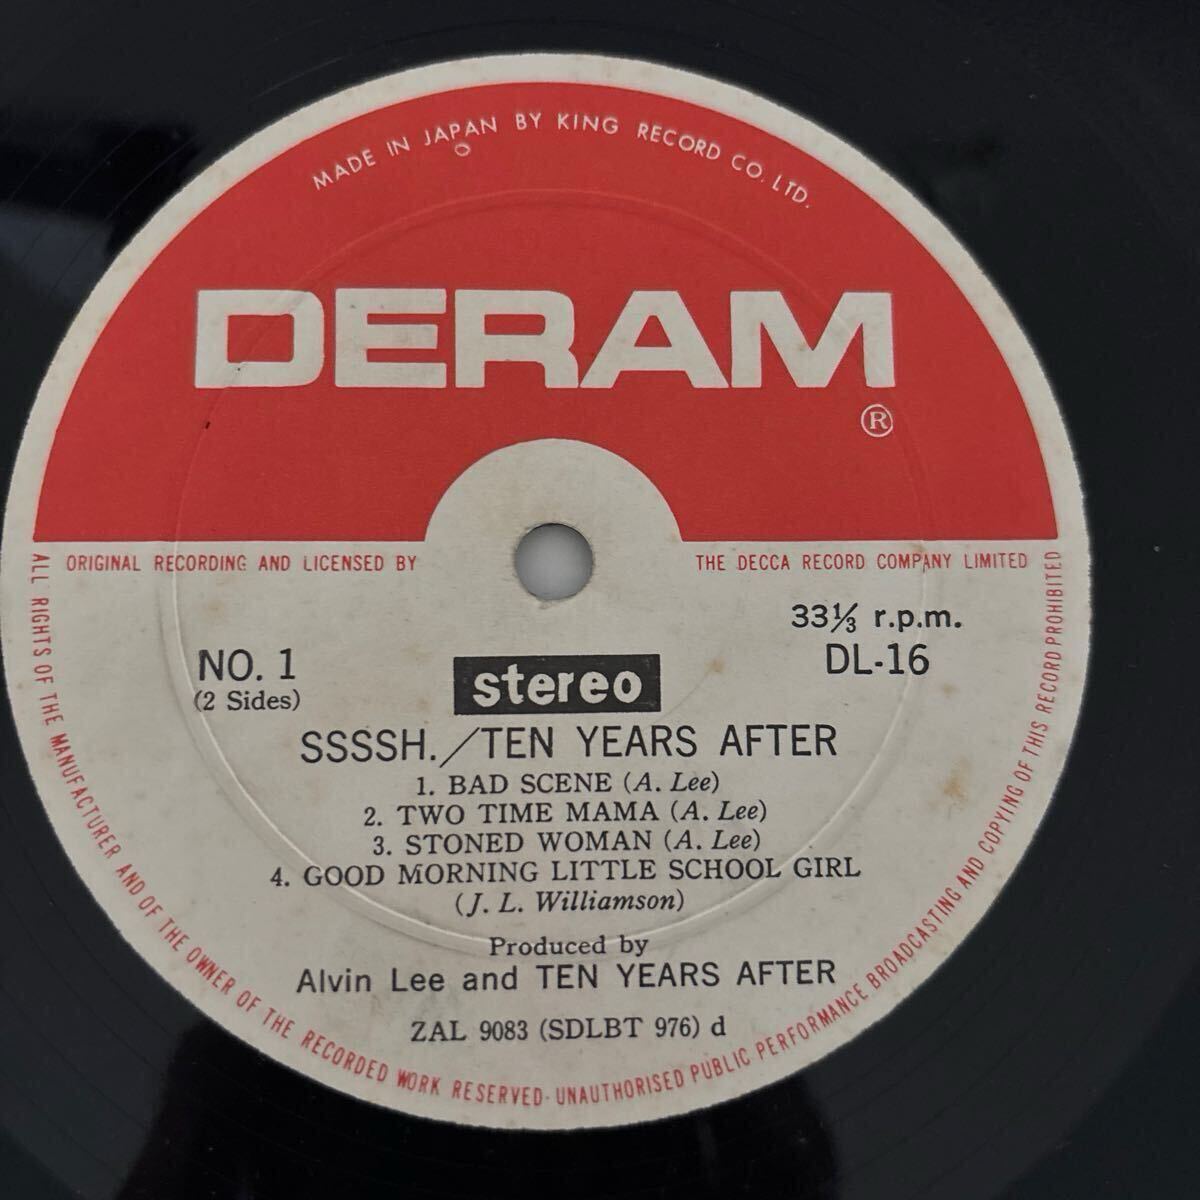 MADE IN JAPAN BY KING RECORD CO. LTD.
DERAM
®
ORIGINAL RECORDING AND LICENSED BY THE DECCA RECORD COMPANY LIMITED
33⅓ r.p.m.
NO. 1
DL-16
(2 Sides)
stereo
SSSSH./TEN YEARS AFTER
1. BAD SCENE (A. Lee)
2. TWO TIME MAMA (A. Lee)
3. STONED WOMAN (A. Lee)
4. GOOD MORNING LITTLE SCHOOL GIRL
(J. L. Williamson)
Produced by
Alvin Lee and TEN YEARS AFTER
ZAL 9083 (SDLBT 976) d
ALL RIGHTS OF THE MANUFACTURER AND OF THE OWNER OF THE RECORDED WORK RESERVED· UNAUTHORISED PUBLIC PERFORMANCE BROADCASTING AND COPYING OF THIS RECORD PROHIBITED